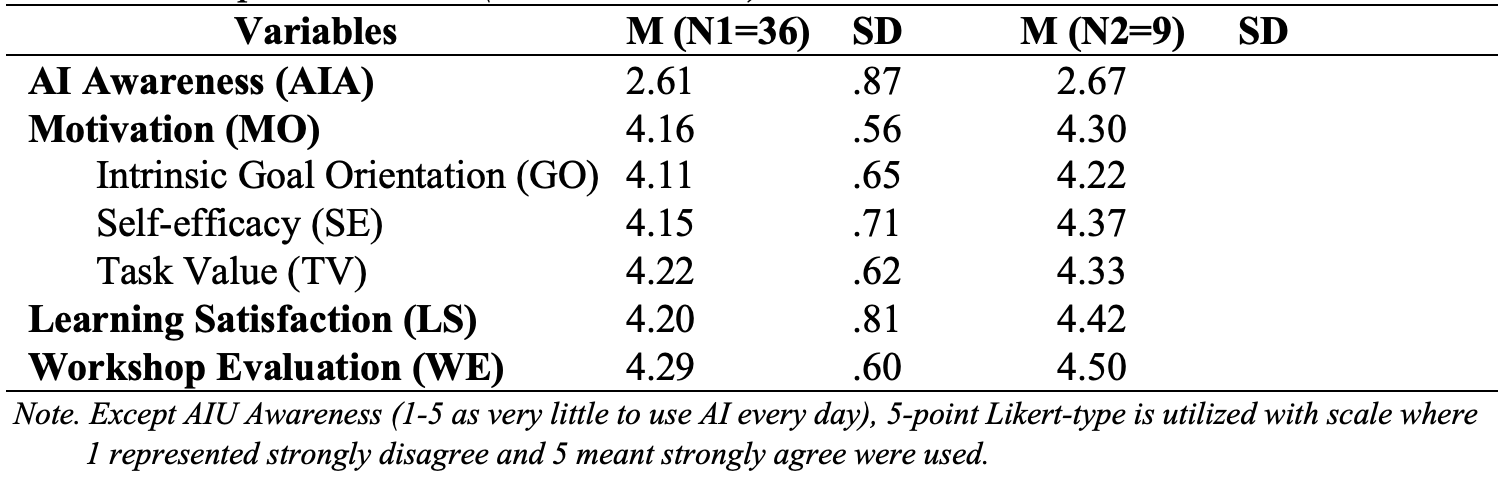 Variables M (N1=36) SD M (N2=9) SD
AI Awareness (AIA) 2.61 .87 2.67
Motivation (MO) 4.16 .56 4.30
Intrinsic Goal Orientation (GO) 4.11 .65 4.22
Self-efficacy (SE) 4.15 .71 4.37
Task Value (TV) 4.22 .62 4.33
Learning Satisfaction (LS) 4.20 .81 4.42
Workshop Evaluation (WE) 4.29 .60 4.50
Note. Except AIU Awareness (1-5 as very little to use AI every day), 5-point Likert-type is utilized with scale where
1 represented strongly disagree and 5 meant strongly agree were used.